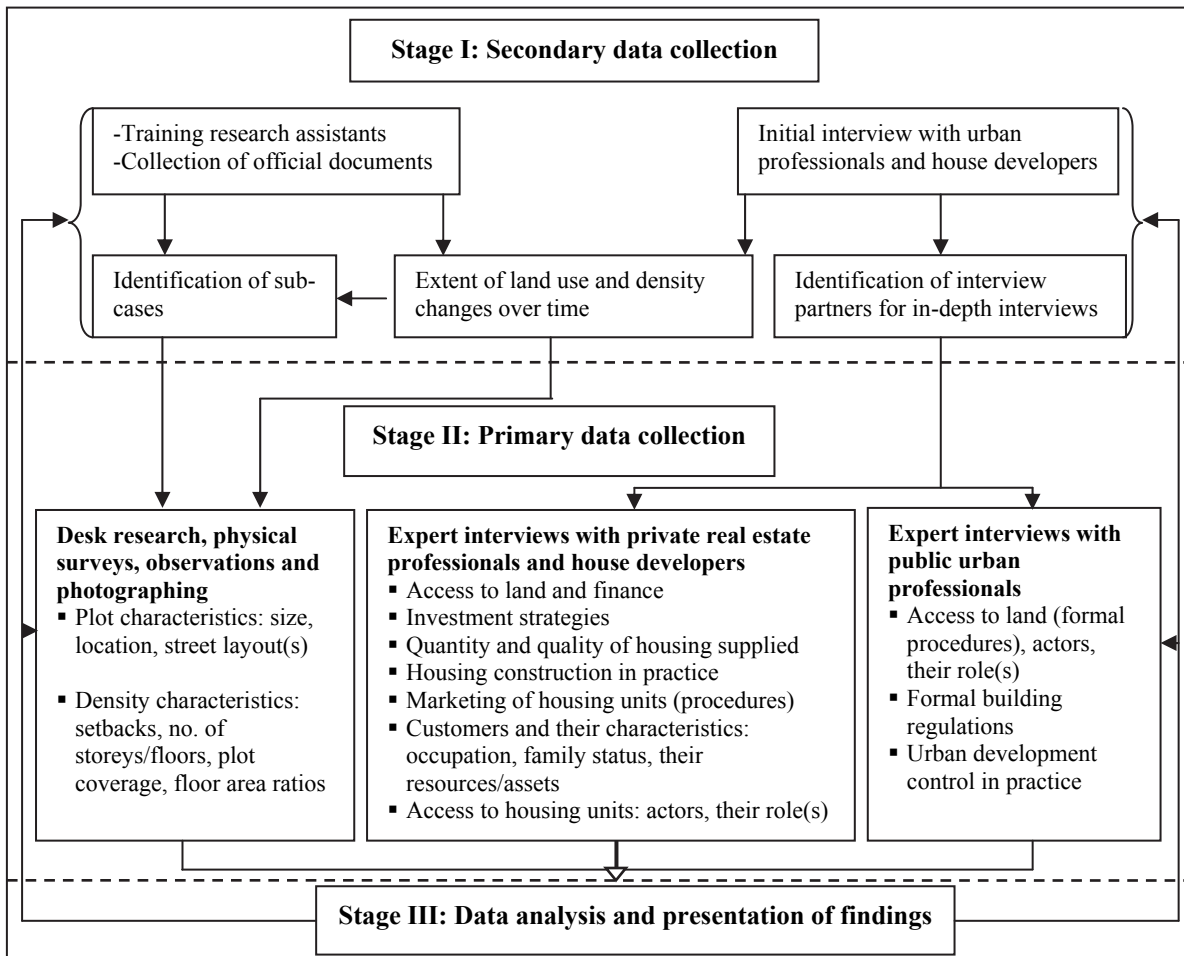 Stage I: Secondary data collection
-Training research assistants
-Collection of official documents
Initial interview with urban
professionals and house developers
Identification of sub-
cases
Extent of land use and density
changes over time
Identification of interview
partners for in-depth interviews
Stage II: Primary data collection
Desk research, physical
surveys, observations and
photographing
▪ Plot characteristics: size,
location, street layout(s)
▪ Density characteristics:
setbacks, no. of
storeys/floors, plot
coverage, floor area ratios
Expert interviews with private real estate
professionals and house developers
▪ Access to land and finance
▪ Investment strategies
▪ Quantity and quality of housing supplied
▪ Housing construction in practice
▪ Marketing of housing units (procedures)
▪ Customers and their characteristics:
occupation, family status, their
resources/assets
▪ Access to housing units: actors, their role(s)
Expert interviews with
public urban
professionals
▪ Access to land (formal
procedures), actors,
their role(s)
▪ Formal building
regulations
▪ Urban development
control in practice
Stage III: Data analysis and presentation of findings